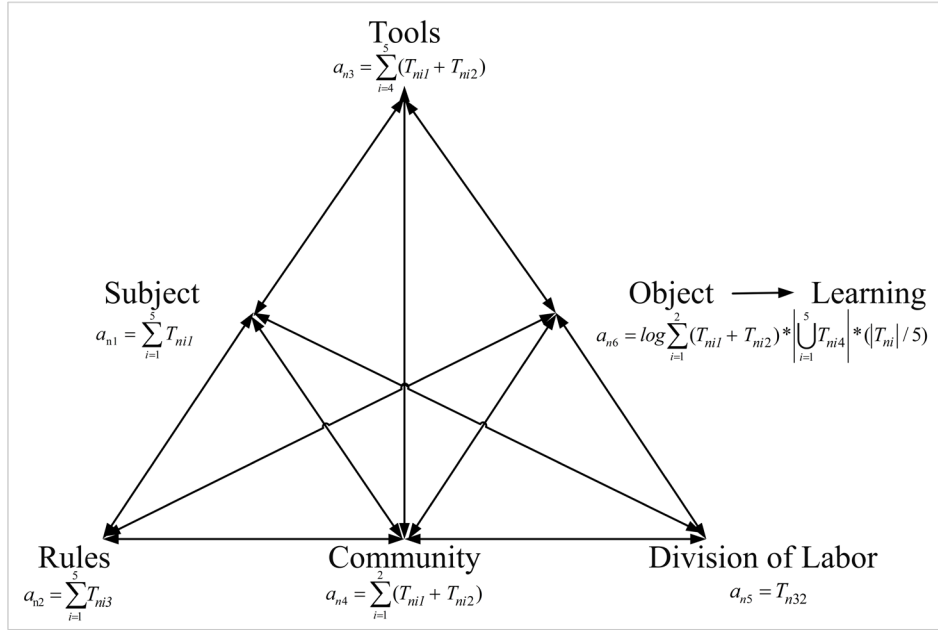 Tools
a_{n3} = \sum_{i=4}^{5} (T_{ni1} + T_{ni2})
Subject
a_{n1} = \sum_{i=1}^{5} T_{ni1}
Object → Learning
a_{n6} = log \sum_{i=1}^{2} (T_{ni1} + T_{ni2}) * |\bigcup_{i=1}^{5} T_{ni4}| * (|T_{ni}| / 5)
Rules
a_{n2} = \sum_{i=1}^{5} T_{ni3}
Community
a_{n4} = \sum_{i=1}^{2} (T_{ni1} + T_{ni2})
Division of Labor
a_{n5} = T_{n32}